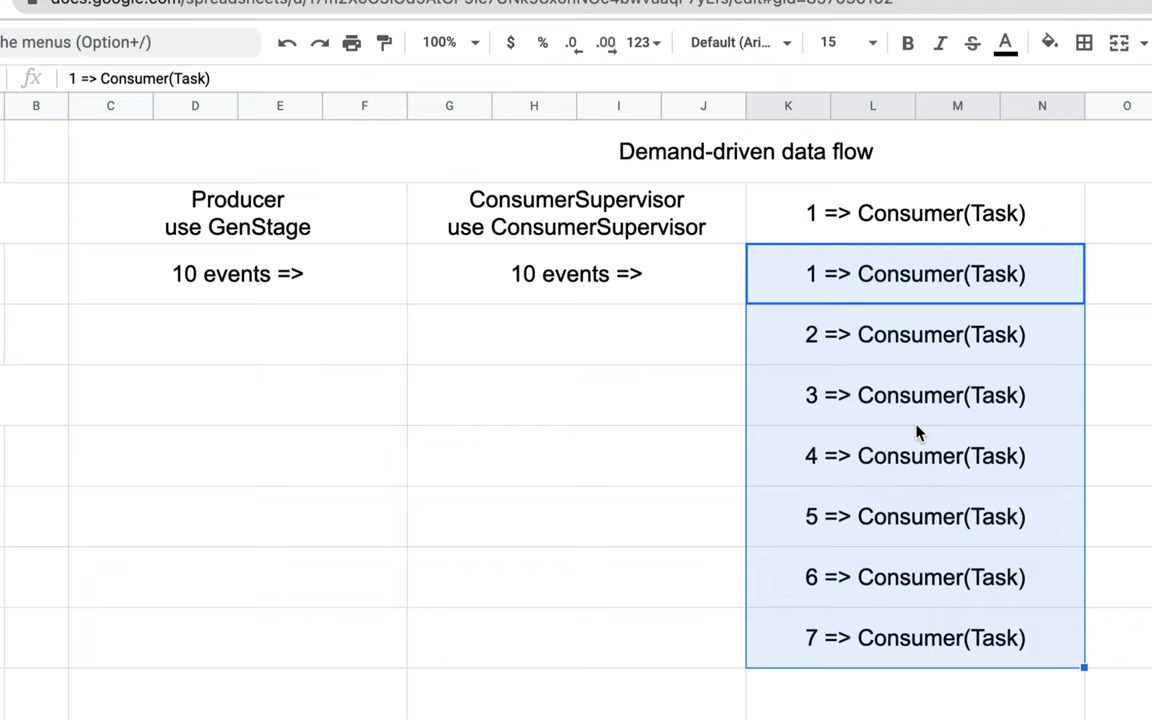 he menus (Option+/)
100%
$
%
.0
.00
123
Default (Ari...
15
B
I
S
A
fx
1 => Consumer(Task)
B
C
D
E
F
G
H
I
J
K
L
M
N
O
Demand-driven data flow
Producer
use GenStage
ConsumerSupervisor
use ConsumerSupervisor
1 => Consumer(Task)
10 events =>
10 events =>
1 => Consumer(Task)
2 => Consumer(Task)
3 => Consumer(Task)
4 => Consumer(Task)
5 => Consumer(Task)
6 => Consumer(Task)
7 => Consumer(Task)